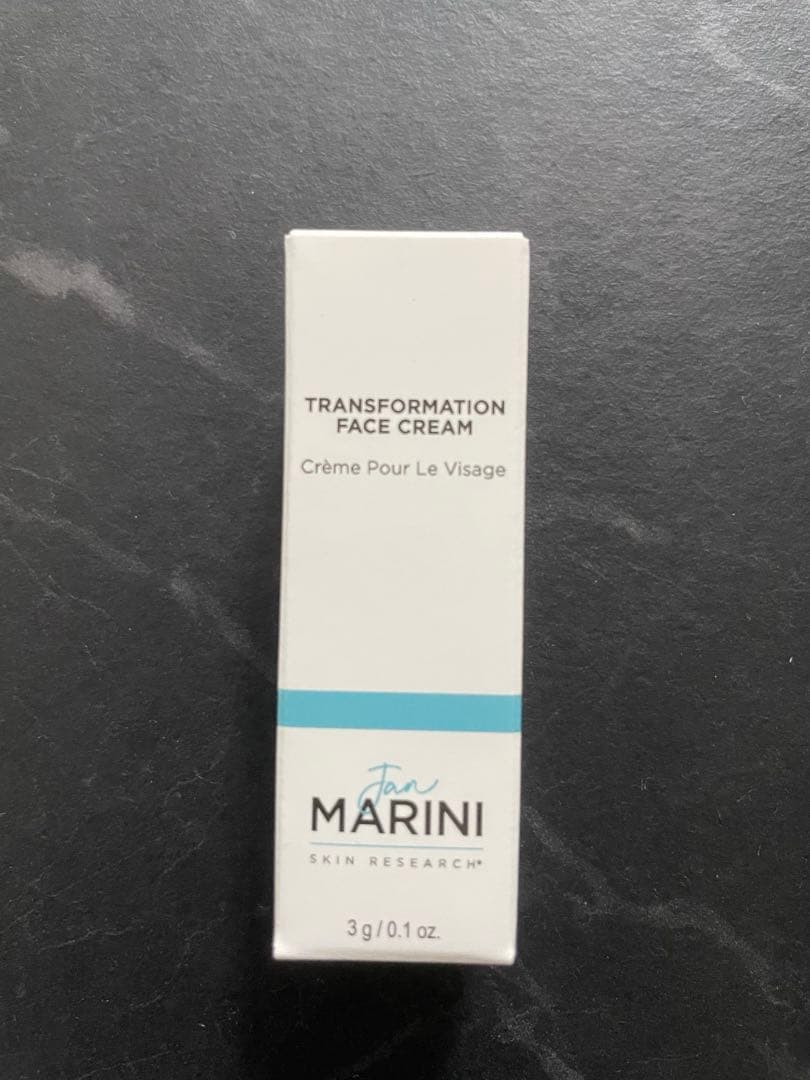 TRANSFORMATION
FACE CREAM
Crème Pour Le Visage
Jan
MARINI
SKIN RESEARCH®
3 g / 0.1 oz.